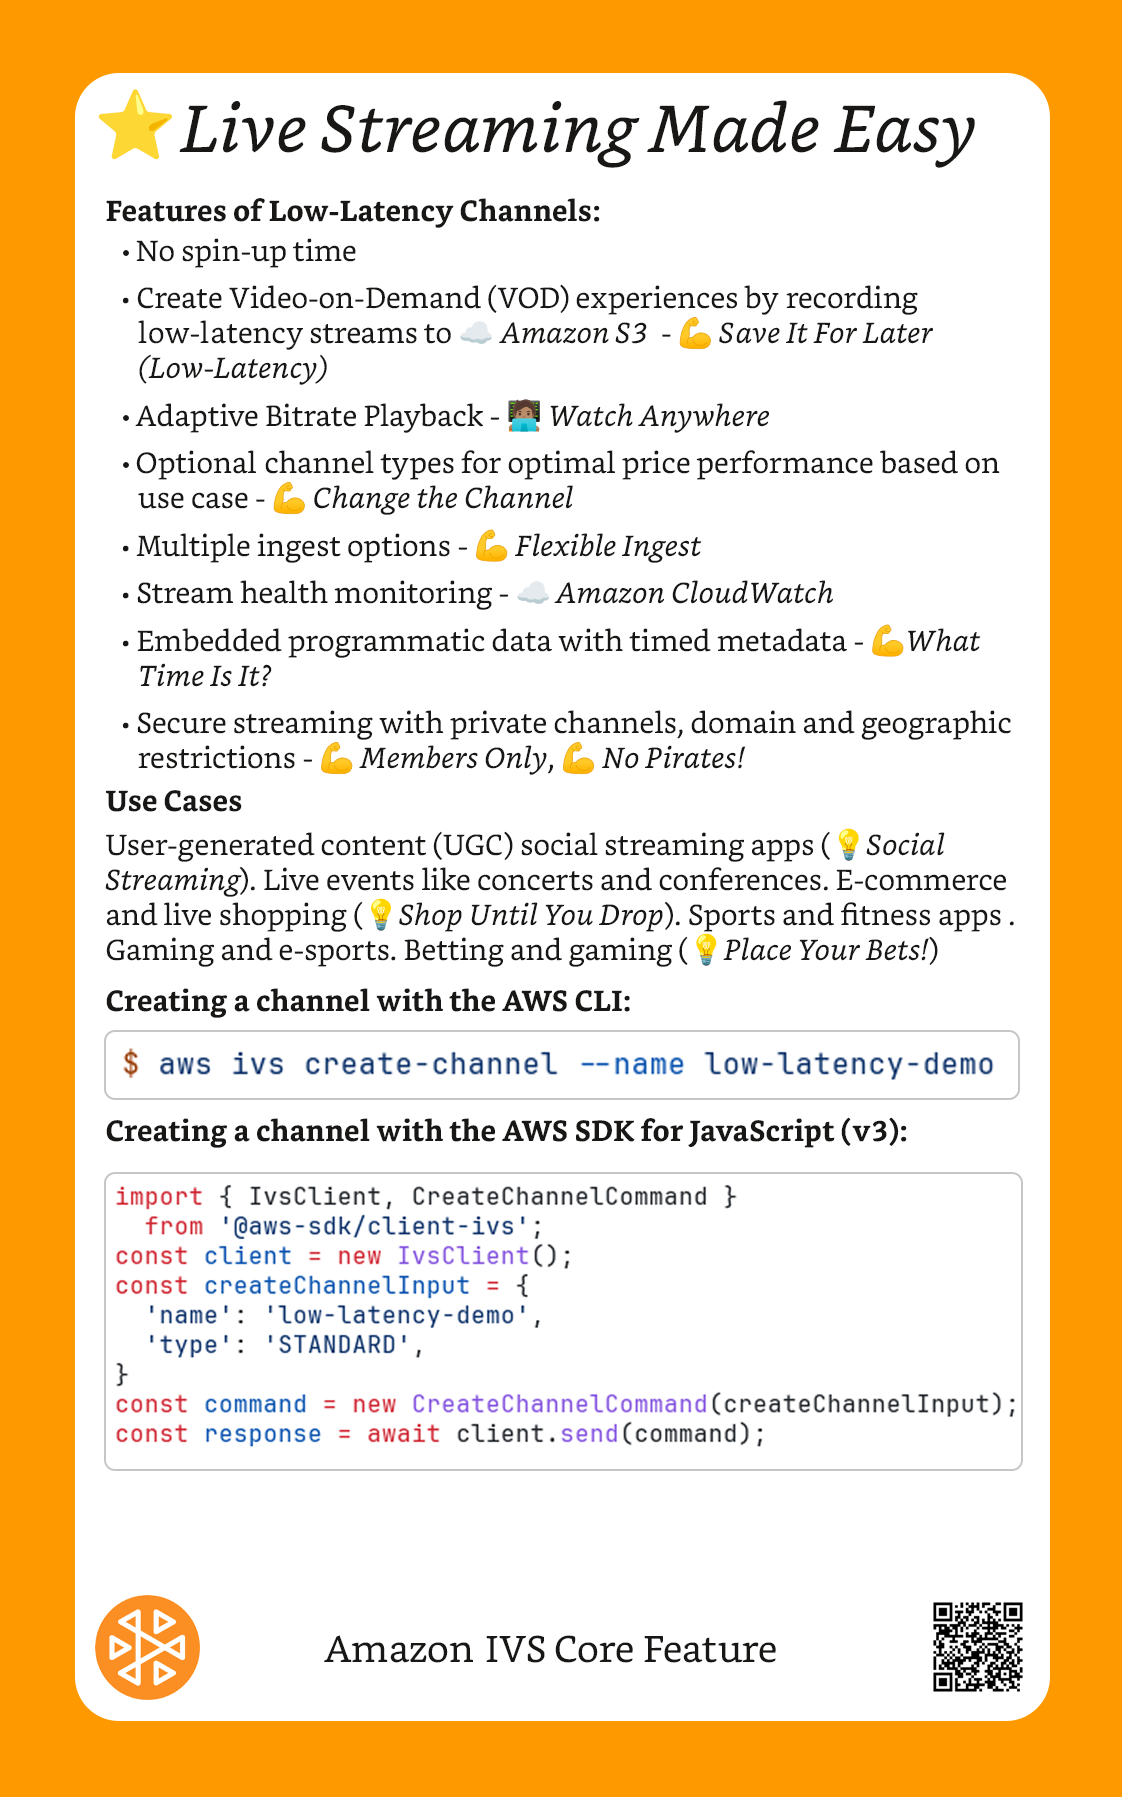 ⭐ Live Streaming Made Easy
Features of Low-Latency Channels:
• No spin-up time
• Create Video-on-Demand (VOD) experiences by recording
low-latency streams to ☁️ Amazon S3 - 💪 Save It For Later
(Low-Latency)
• Adaptive Bitrate Playback - 🧑🏽‍💻 Watch Anywhere
• Optional channel types for optimal price performance based on
use case - 💪 Change the Channel
• Multiple ingest options - 💪 Flexible Ingest
• Stream health monitoring - ☁️ Amazon CloudWatch
• Embedded programmatic data with timed metadata - 💪What
Time Is It?
• Secure streaming with private channels, domain and geographic
restrictions - 💪 Members Only, 💪 No Pirates!
Use Cases
User-generated content (UGC) social streaming apps (💡Social
Streaming). Live events like concerts and conferences. E-commerce
and live shopping (💡Shop Until You Drop). Sports and fitness apps .
Gaming and e-sports. Betting and gaming (💡Place Your Bets!)
Creating a channel with the AWS CLI:
$ aws ivs create-channel --name low-latency-demo
Creating a channel with the AWS SDK for JavaScript (v3):
import { IvsClient, CreateChannelCommand }
  from '@aws-sdk/client-ivs';
const client = new IvsClient();
const createChannelInput = {
  'name': 'low-latency-demo',
  'type': 'STANDARD',
}
const command = new CreateChannelCommand(createChannelInput);
const response = await client.send(command);
Amazon IVS Core Feature